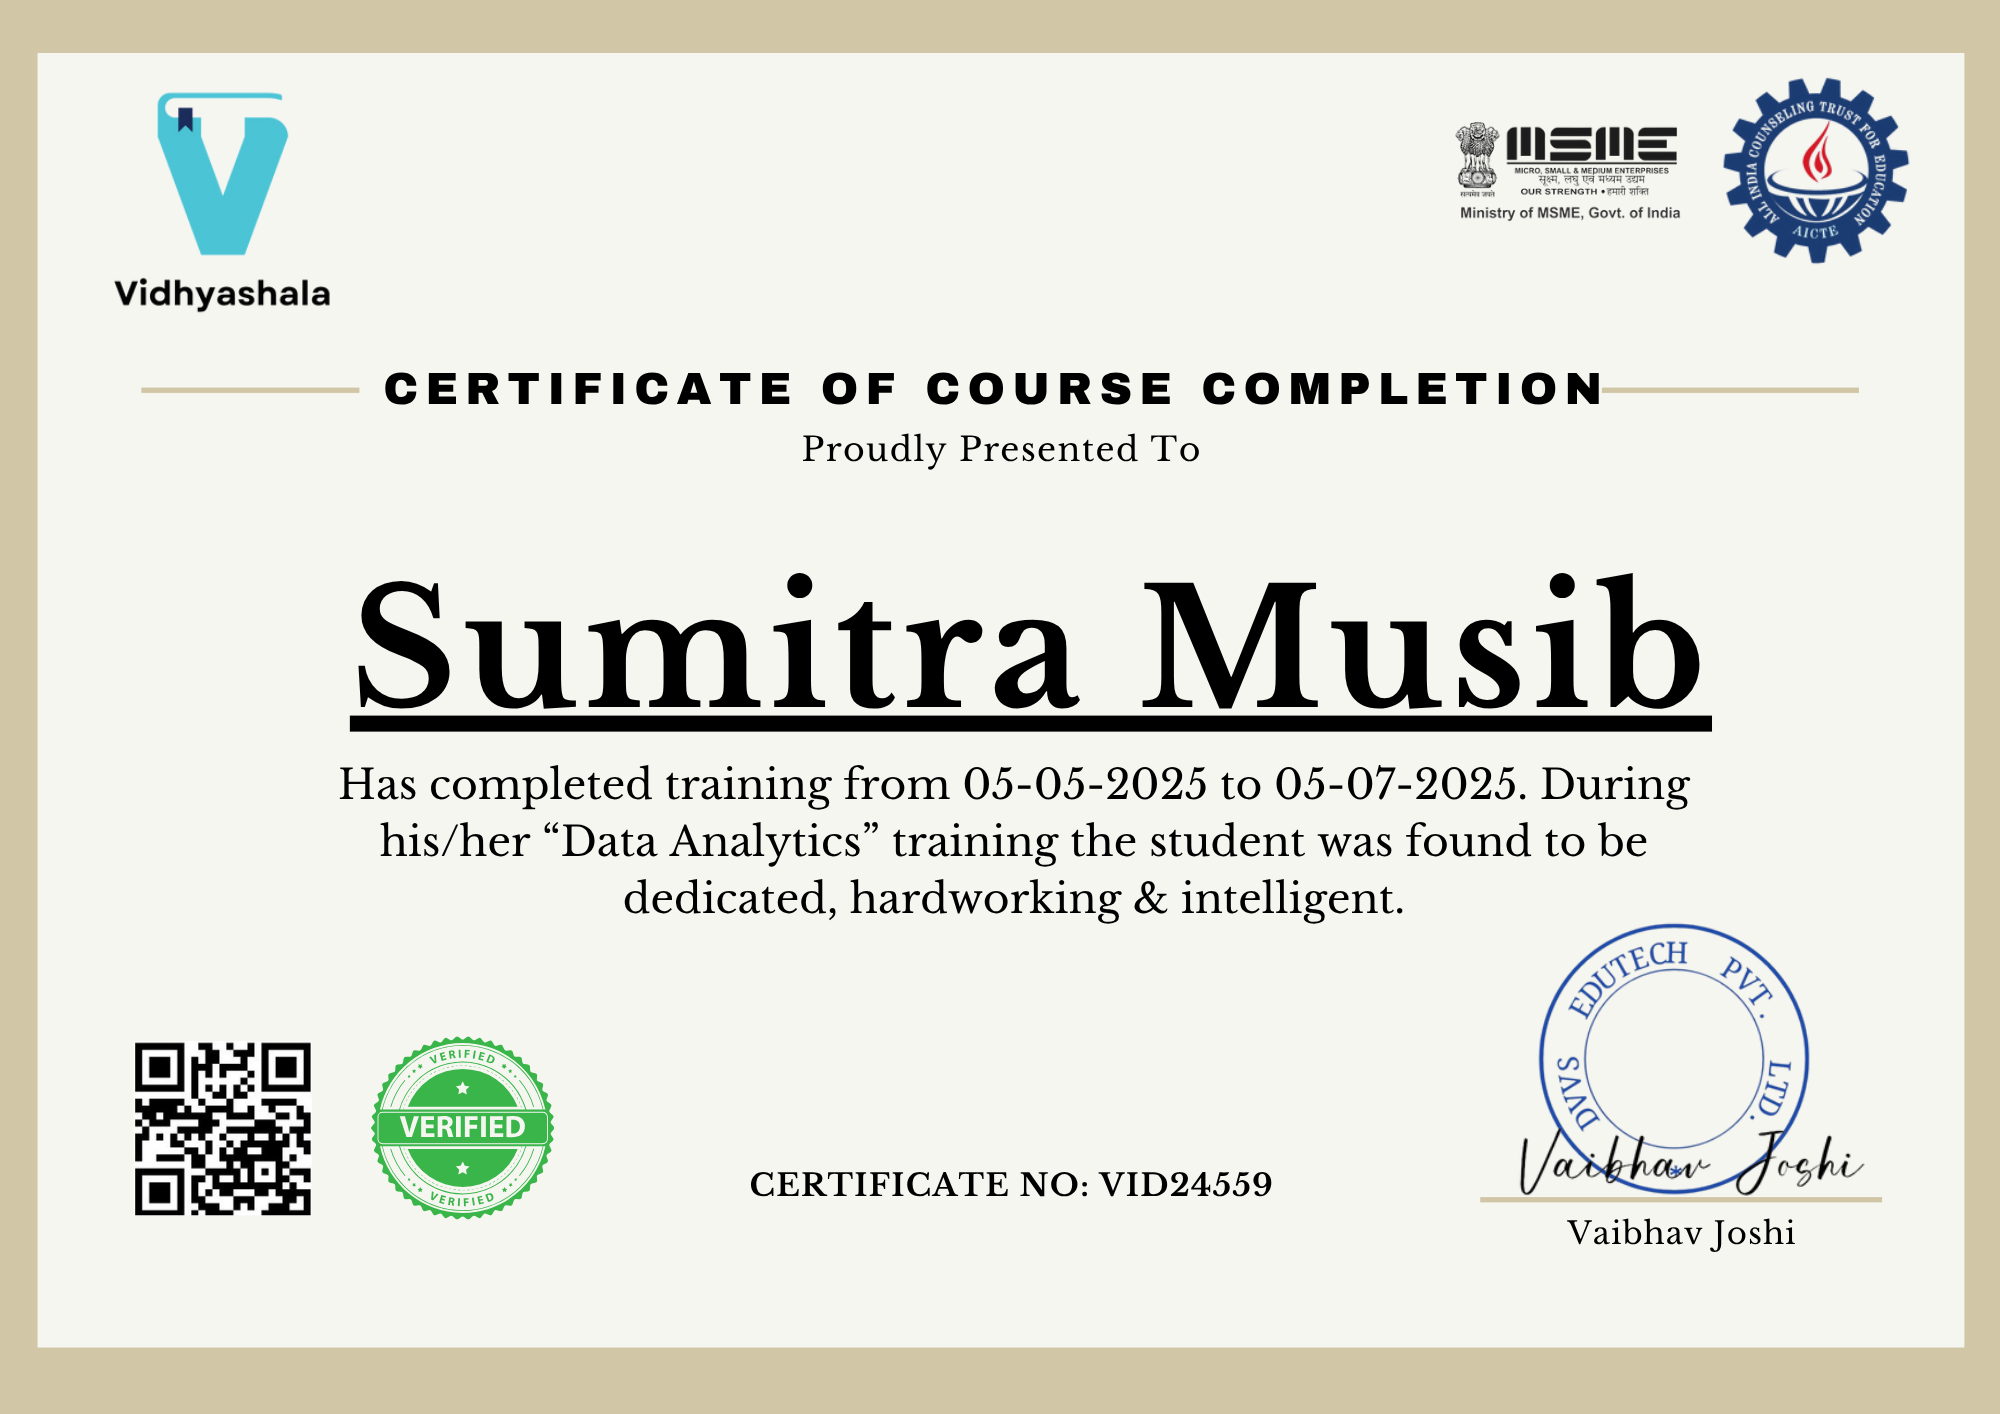 Vidhyashala
MSME
MICRO, SMALL & MEDIUM ENTERPRISES
सूक्ष्म, लघु एवं मध्यम उद्यम
OUR STRENGTH • हमारी शक्ति
सत्यमेव जयते
Ministry of MSME, Govt. of India
ALL INDIA COUNSELING TRUST FOR EDUCATION
AICTE
CERTIFICATE OF COURSE COMPLETION
Proudly Presented To
Sumitra Musib
Has completed training from 05-05-2025 to 05-07-2025. During
his/her “Data Analytics” training the student was found to be
dedicated, hardworking & intelligent.
VERIFIED
VERIFIED
VERIFIED
CERTIFICATE NO: VID24559
DVVS EDUTECH PVT. LTD.
*
Vaibhav Joshi
Vaibhav Joshi